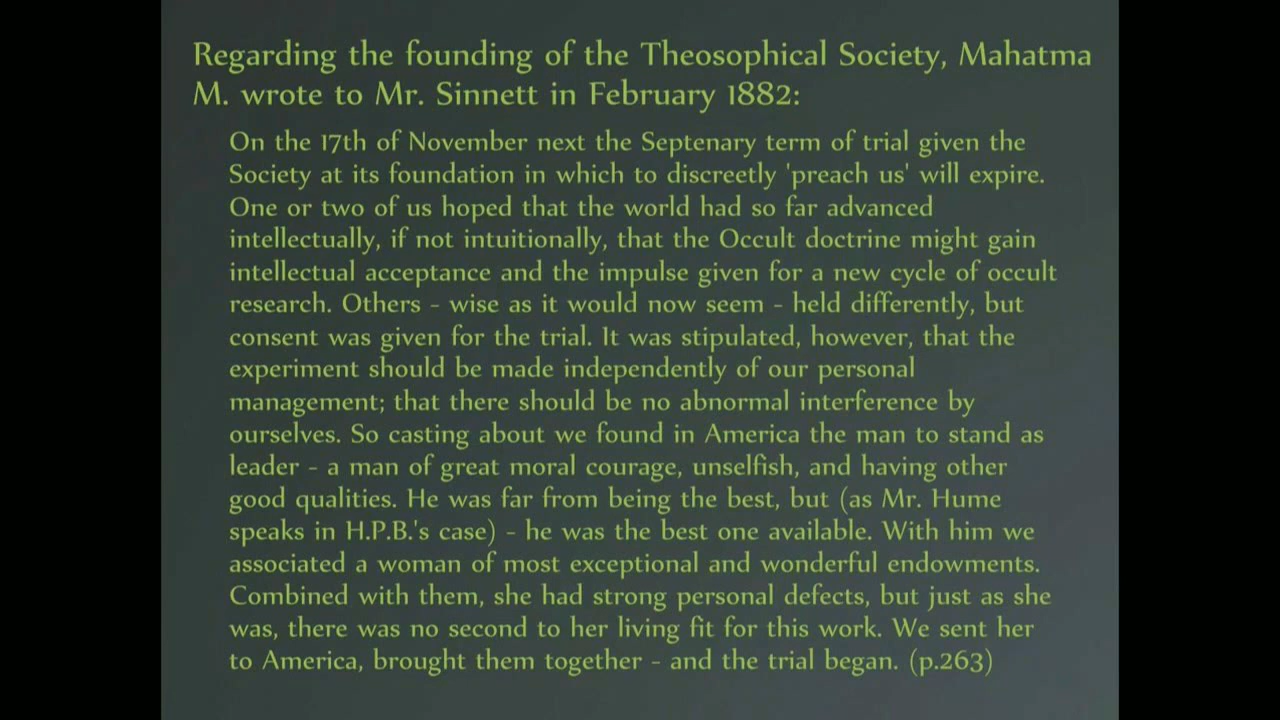 Regarding the founding of the Theosophical Society, Mahatma
M. wrote to Mr. Sinnett in February 1882:
On the 17th of November next the Septenary term of trial given the
Society at its foundation in which to discreetly 'preach us' will expire.
One or two of us hoped that the world had so far advanced
intellectually, if not intuitionally, that the Occult doctrine might gain
intellectual acceptance and the impulse given for a new cycle of occult
research. Others - wise as it would now seem - held differently, but
consent was given for the trial. It was stipulated, however, that the
experiment should be made independently of our personal
management; that there should be no abnormal interference by
ourselves. So casting about we found in America the man to stand as
leader - a man of great moral courage, unselfish, and having other
good qualities. He was far from being the best, but (as Mr. Hume
speaks in H.P.B.'s case) - he was the best one available. With him we
associated a woman of most exceptional and wonderful endowments.
Combined with them, she had strong personal defects, but just as she
was, there was no second to her living fit for this work. We sent her
to America, brought them together - and the trial began. (p.263)